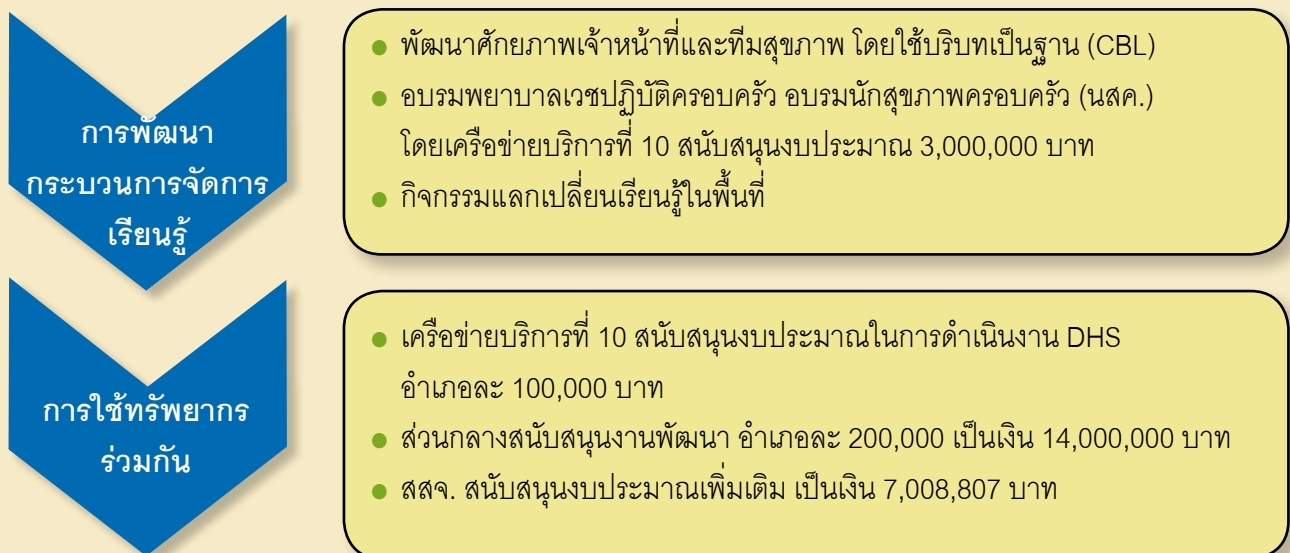 การพัฒนา
กระบวนการจัดการ
เรียนรู้
● พัฒนาศักยภาพเจ้าหน้าที่และทีมสุขภาพ โดยใช้บริบทเป็นฐาน (CBL)
● อบรมพยาบาลเวชปฏิบัติครอบครัว อบรมนักสุขภาพครอบครัว (นสค.)
โดยเครือข่ายบริการที่ 10 สนับสนุนงบประมาณ 3,000,000 บาท
● กิจกรรมแลกเปลี่ยนเรียนรู้ในพื้นที่
การใช้ทรัพยากร
ร่วมกัน
● เครือข่ายบริการที่ 10 สนับสนุนงบประมาณในการดำเนินงาน DHS
อำเภอละ 100,000 บาท
● ส่วนกลางสนับสนุนงานพัฒนา อำเภอละ 200,000 เป็นเงิน 14,000,000 บาท
● สสจ. สนับสนุนงบประมาณเพิ่มเติม เป็นเงิน 7,008,807 บาท